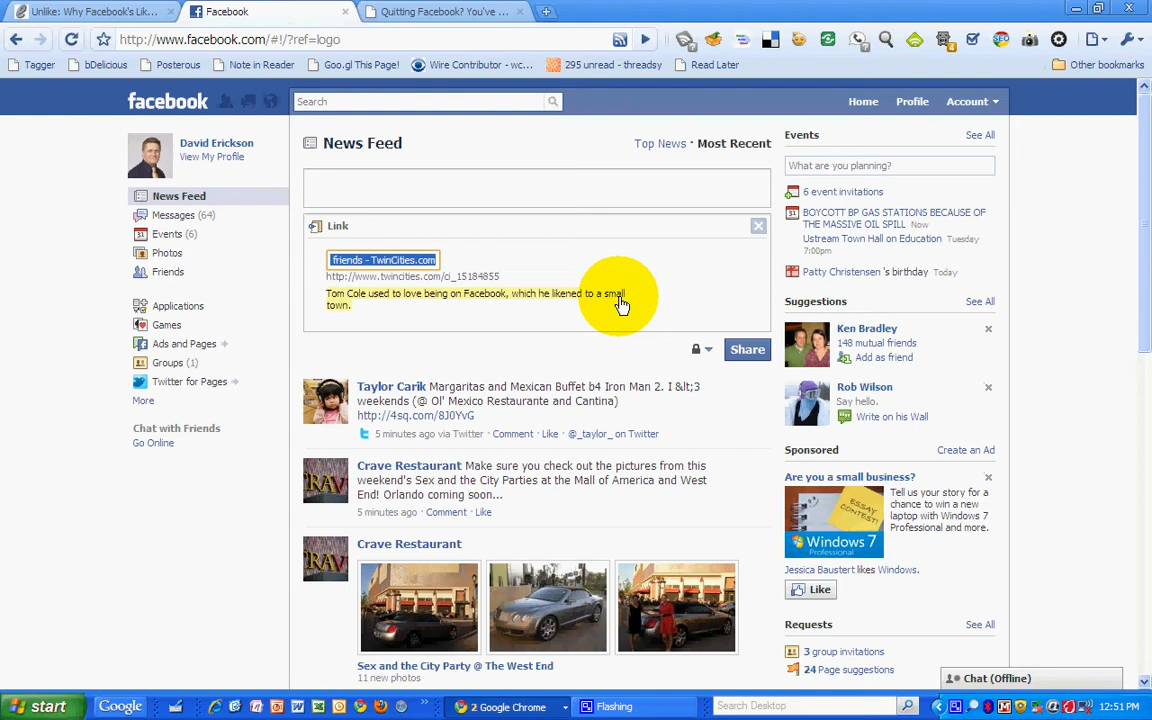 Unlike: Why Facebook's Lik...
Facebook
Quitting Facebook? You've ...
http://www.facebook.com/#!/?ref=logo
Tagger
bDelicious
Posterous
Note in Reader
Goo.gl This Page!
Wire Contributor - wc...
295 unread - threadsy
Read Later
Other bookmarks
facebook
Search
Home
Profile
Account
David Erickson
View My Profile
News Feed
Messages (64)
Events (6)
Photos
Friends
Applications
Games
Ads and Pages
Groups (1)
Twitter for Pages
More
Chat with Friends
Go Online
News Feed
Top News · Most Recent
Link
friends - TwinCities.com
http://www.twincities.com/ci_15184855
Tom Cole used to love being on Facebook, which he likened to a small
town.
Share
Taylor Carik Margaritas and Mexican Buffet b4 Iron Man 2. I &lt;3
weekends (@ Ol' Mexico Restaurante and Cantina)
http://4sq.com/8J0YvG
5 minutes ago via Twitter · Comment · Like · @_taylor_ on Twitter
Crave Restaurant Make sure you check out the pictures from this
weekend's Sex and the City Parties at the Mall of America and West
End! Orlando coming soon...
5 minutes ago · Comment · Like
Crave Restaurant
Sex and the City Party @ The West End
11 new photos
Events
See All
What are you planning?
6 event invitations
BOYCOTT BP GAS STATIONS BECAUSE OF
THE MASSIVE OIL SPILL Now
Ustream Town Hall on Education Tuesday
7:00pm
Patty Christensen's birthday Today
Suggestions
See All
Ken Bradley
148 mutual friends
Add as friend
Rob Wilson
Say hello.
Write on his Wall
Sponsored
Create an Ad
Are you a small business?
ESSAY
CONTEST!
Windows 7
Professional
Tell us your story for a
chance to win a new
laptop with Windows 7
Professional and more.
Jessica Baustert likes Windows.
Like
Requests
See All
3 group invitations
24 Page suggestions
Chat (Offline)
start
Google
2 Google Chrome
Flashing
Search Desktop
12:51 PM